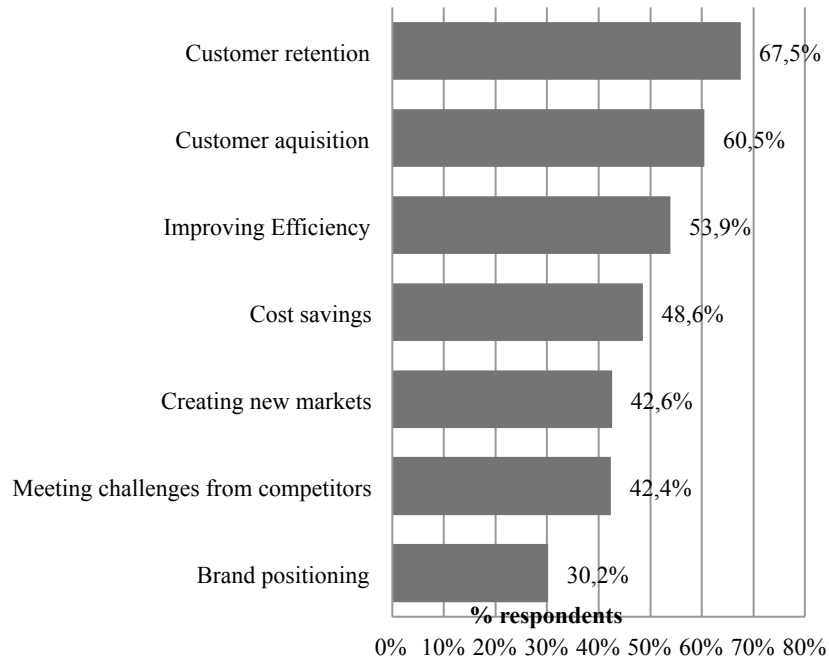 Customer retention 67,5%
Customer aquisition 60,5%
Improving Efficiency 53,9%
Cost savings 48,6%
Creating new markets 42,6%
Meeting challenges from competitors 42,4%
Brand positioning 30,2%
% respondents
0% 10% 20% 30% 40% 50% 60% 70% 80%